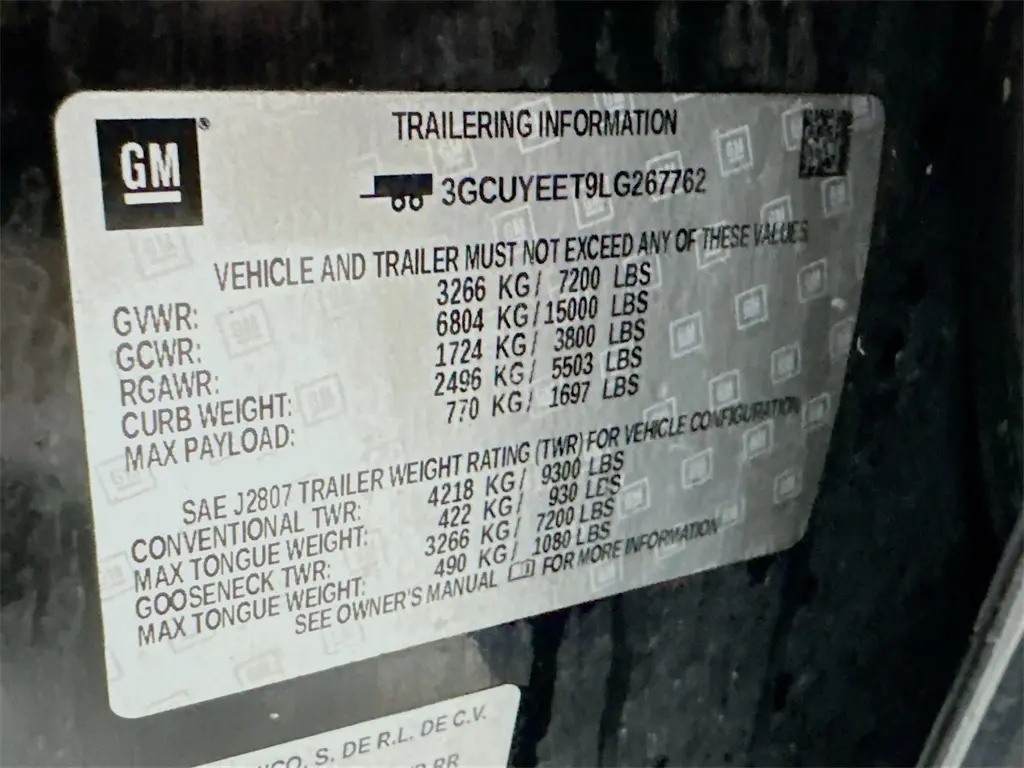 GM®
TRAILERING INFORMATION
3GCUYEET9LG267762
VEHICLE AND TRAILER MUST NOT EXCEED ANY OF THESE VALUES
GVWR: 3266 KG/ 7200 LBS
GCWR: 6804 KG/15000 LBS
RGAWR: 1724 KG/ 3800 LBS
CURB WEIGHT: 2496 KG/ 5503 LBS
MAX PAYLOAD: 770 KG/ 1697 LBS
SAE J2807 TRAILER WEIGHT RATING (TWR) FOR VEHICLE CONFIGURATION
CONVENTIONAL TWR: 4218 KG/ 9300 LBS
MAX TONGUE WEIGHT: 422 KG/ 930 LBS
GOOSENECK TWR: 3266 KG/ 7200 LBS
MAX TONGUE WEIGHT: 490 KG/ 1080 LBS
SEE OWNER'S MANUAL FOR MORE INFORMATION
S. DE R.L. DE C.V.
RR